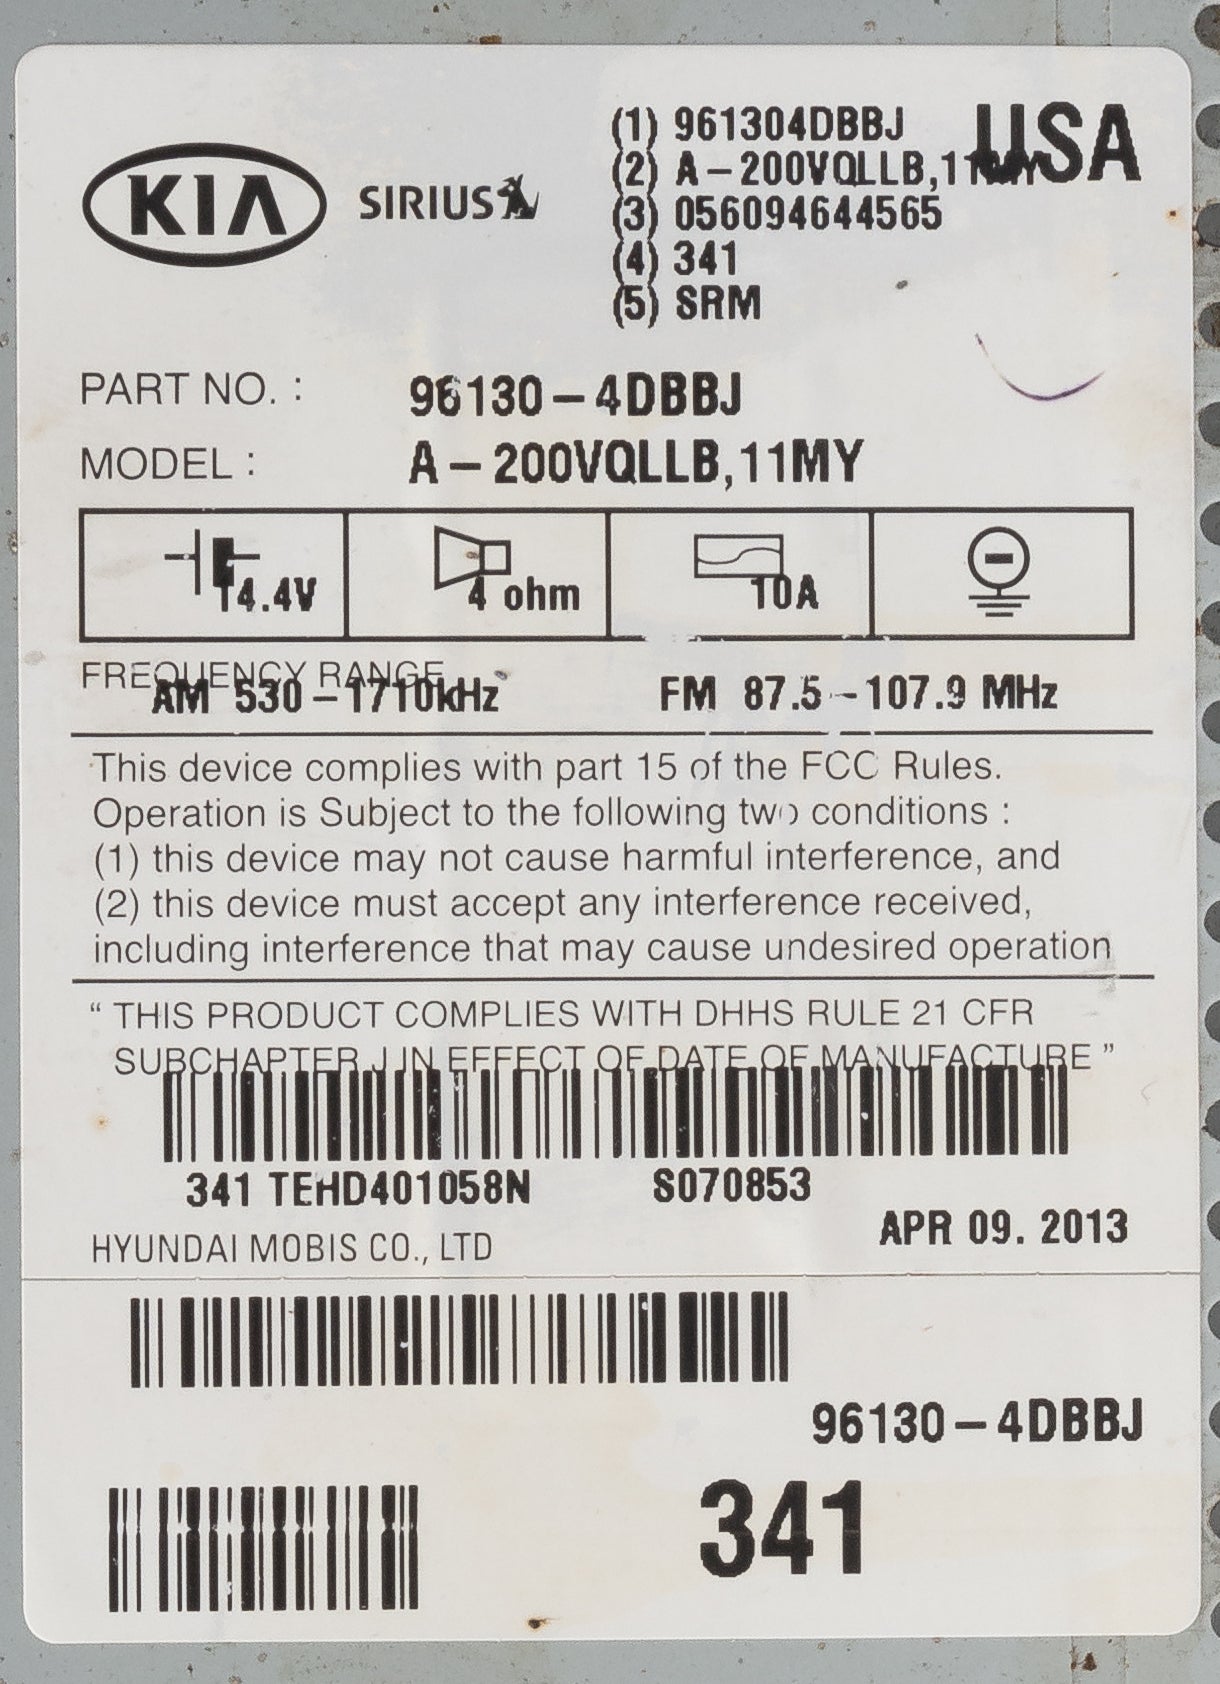 KIA SIRIUS
(1) 961304DBBJ USA
(2) A-200VQLLB,11MY
(3) 056094644565
(4) 341
(5) SRM
PART NO. : 96130-4DBBJ
MODEL : A-200VQLLB,11MY
14.4V 4 ohm 10A
FREQUENCY RANGE
AM 530-1710kHz FM 87.5-107.9 MHz
This device complies with part 15 of the FCC Rules.
Operation is Subject to the following two conditions :
(1) this device may not cause harmful interference, and
(2) this device must accept any interference received,
including interference that may cause undesired operation
“ THIS PRODUCT COMPLIES WITH DHHS RULE 21 CFR
SUBCHAPTER J IN EFFECT OF DATE OF MANUFACTURE ”
341 TEHD401058N S070853
APR 09. 2013
HYUNDAI MOBIS CO., LTD
96130-4DBBJ
341